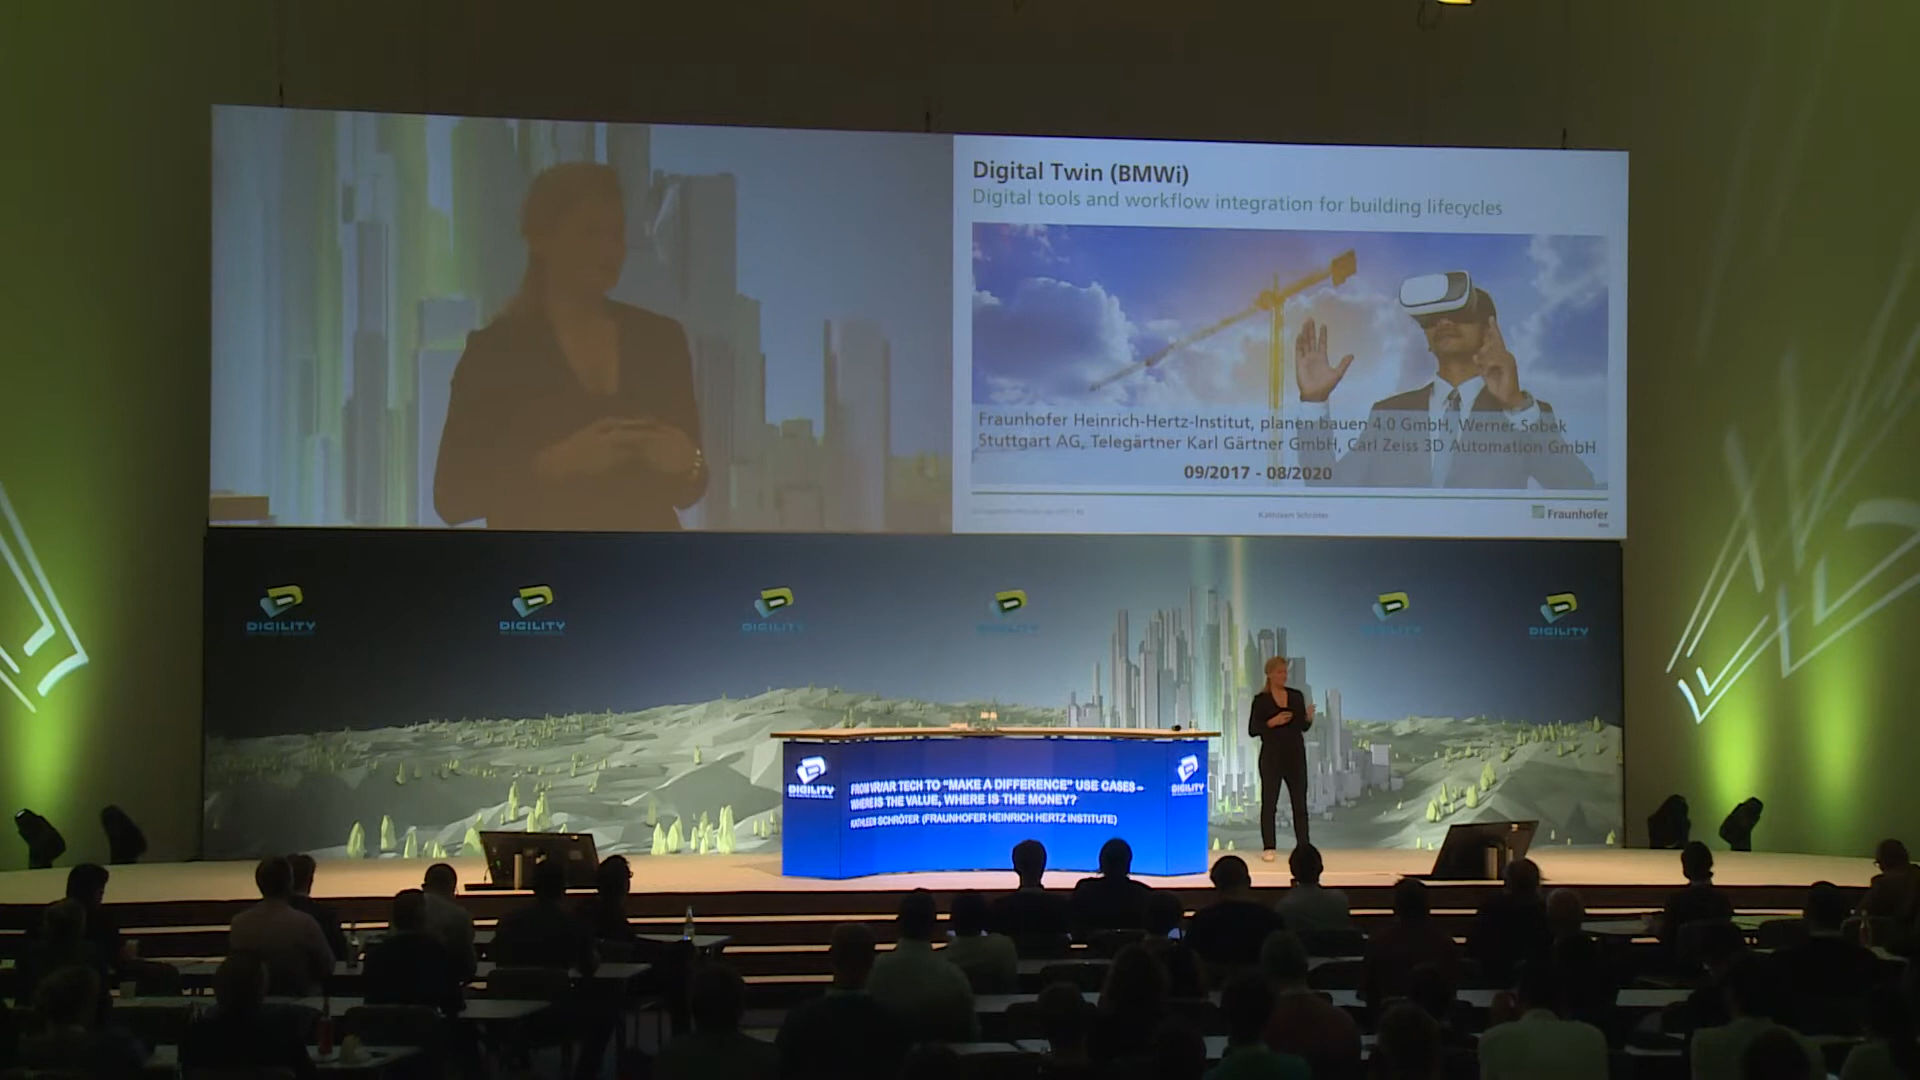 Digital Twin (BMWi)
Digital tools and workflow integration for building lifecycles
Fraunhofer Heinrich-Hertz-Institut, planen bauen 4.0 GmbH, Werner Sobek
Stuttgart AG, Telegärtner Karl Gärtner GmbH, Carl Zeiss 3D Automation GmbH
09/2017 - 08/2020
Kathleen Schröter
Fraunhofer
DIGILITY
DIGILITY
DIGILITY
DIGILITY
DIGILITY
DIGILITY
DIGILITY
FROM VR/AR TECH TO "MAKE A DIFFERENCE" USE CASES –
WHERE IS THE VALUE, WHERE IS THE MONEY?
KATHLEEN SCHRÖTER (FRAUNHOFER HEINRICH HERTZ INSTITUTE)
DIGILITY